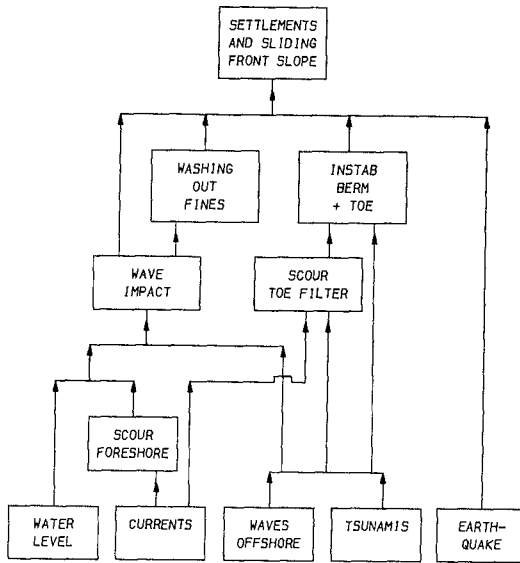 SETTLEMENTS
AND SLIDING
FRONT SLOPE
WASHING
OUT
FINES
INSTAB
BERM
+ TOE
WAVE
IMPACT
SCOUR
TOE FILTER
SCOUR
FORESHORE
WATER
LEVEL
CURRENTS
WAVES
OFFSHORE
TSUNAMIS
EARTH-
QUAKE